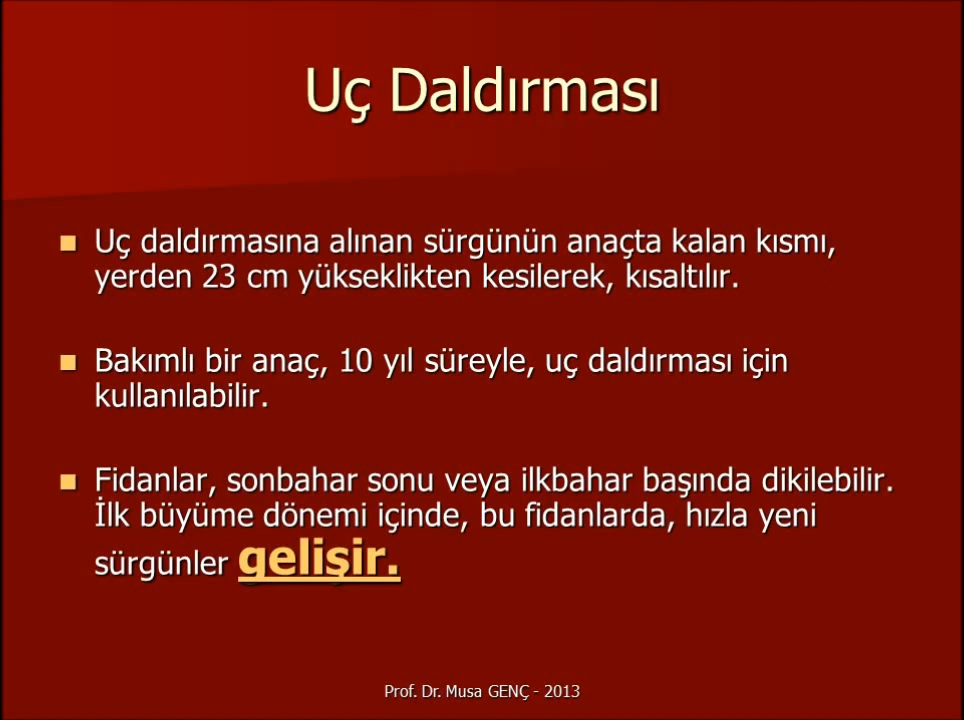 Uç Daldırması
Uç daldırmasına alınan sürgünün anaçta kalan kısmı,
yerden 23 cm yükseklikten kesilerek, kısaltılır.
Bakımlı bir anaç, 10 yıl süreyle, uç daldırması için
kullanılabilir.
Fidanlar, sonbahar sonu veya ilkbahar başında dikilebilir.
İlk büyüme dönemi içinde, bu fidanlarda, hızla yeni
sürgünler gelişir.
Prof. Dr. Musa GENÇ - 2013